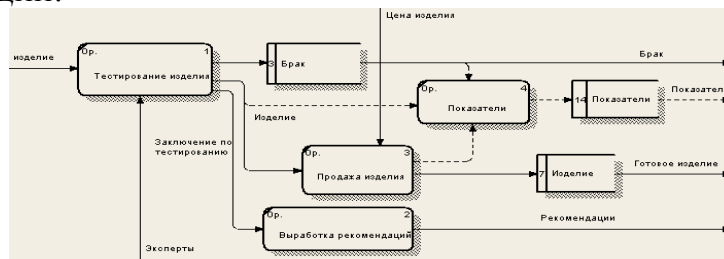 Цена изделия
изделие
0р.
1
Тестирование изделия
3
Брак
Брак
0р.
4
Показатели
14
Показатели
Показател
Изделие
Заключение по
тестированию
0р.
3
Продажа изделия
7
Изделие
Готовое изделие
0р.
2
Выработка рекомендаций
Рекомендации
Эксперты